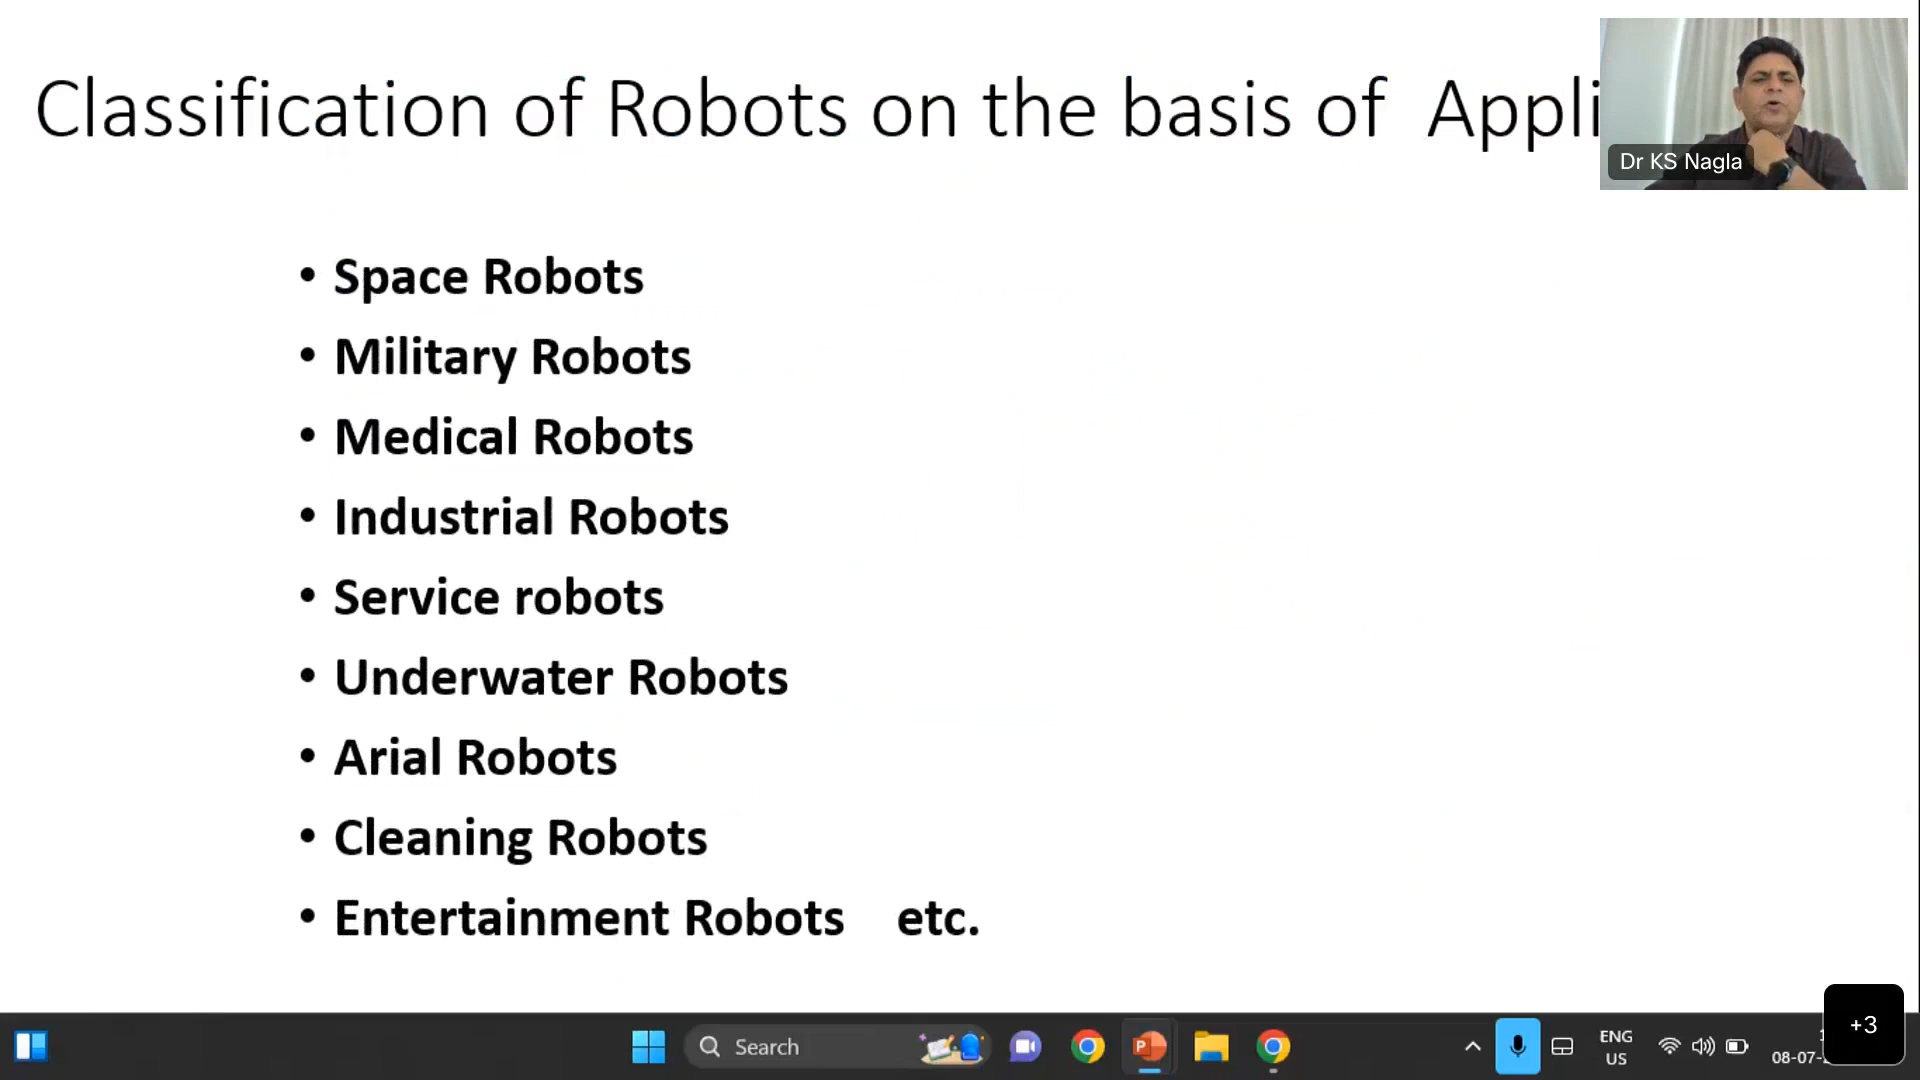 Classification of Robots on the basis of Appli
Dr KS Nagla
• Space Robots
• Military Robots
• Medical Robots
• Industrial Robots
• Service robots
• Underwater Robots
• Arial Robots
• Cleaning Robots
• Entertainment Robots etc.
Search
ENG
US
08-07-
+3